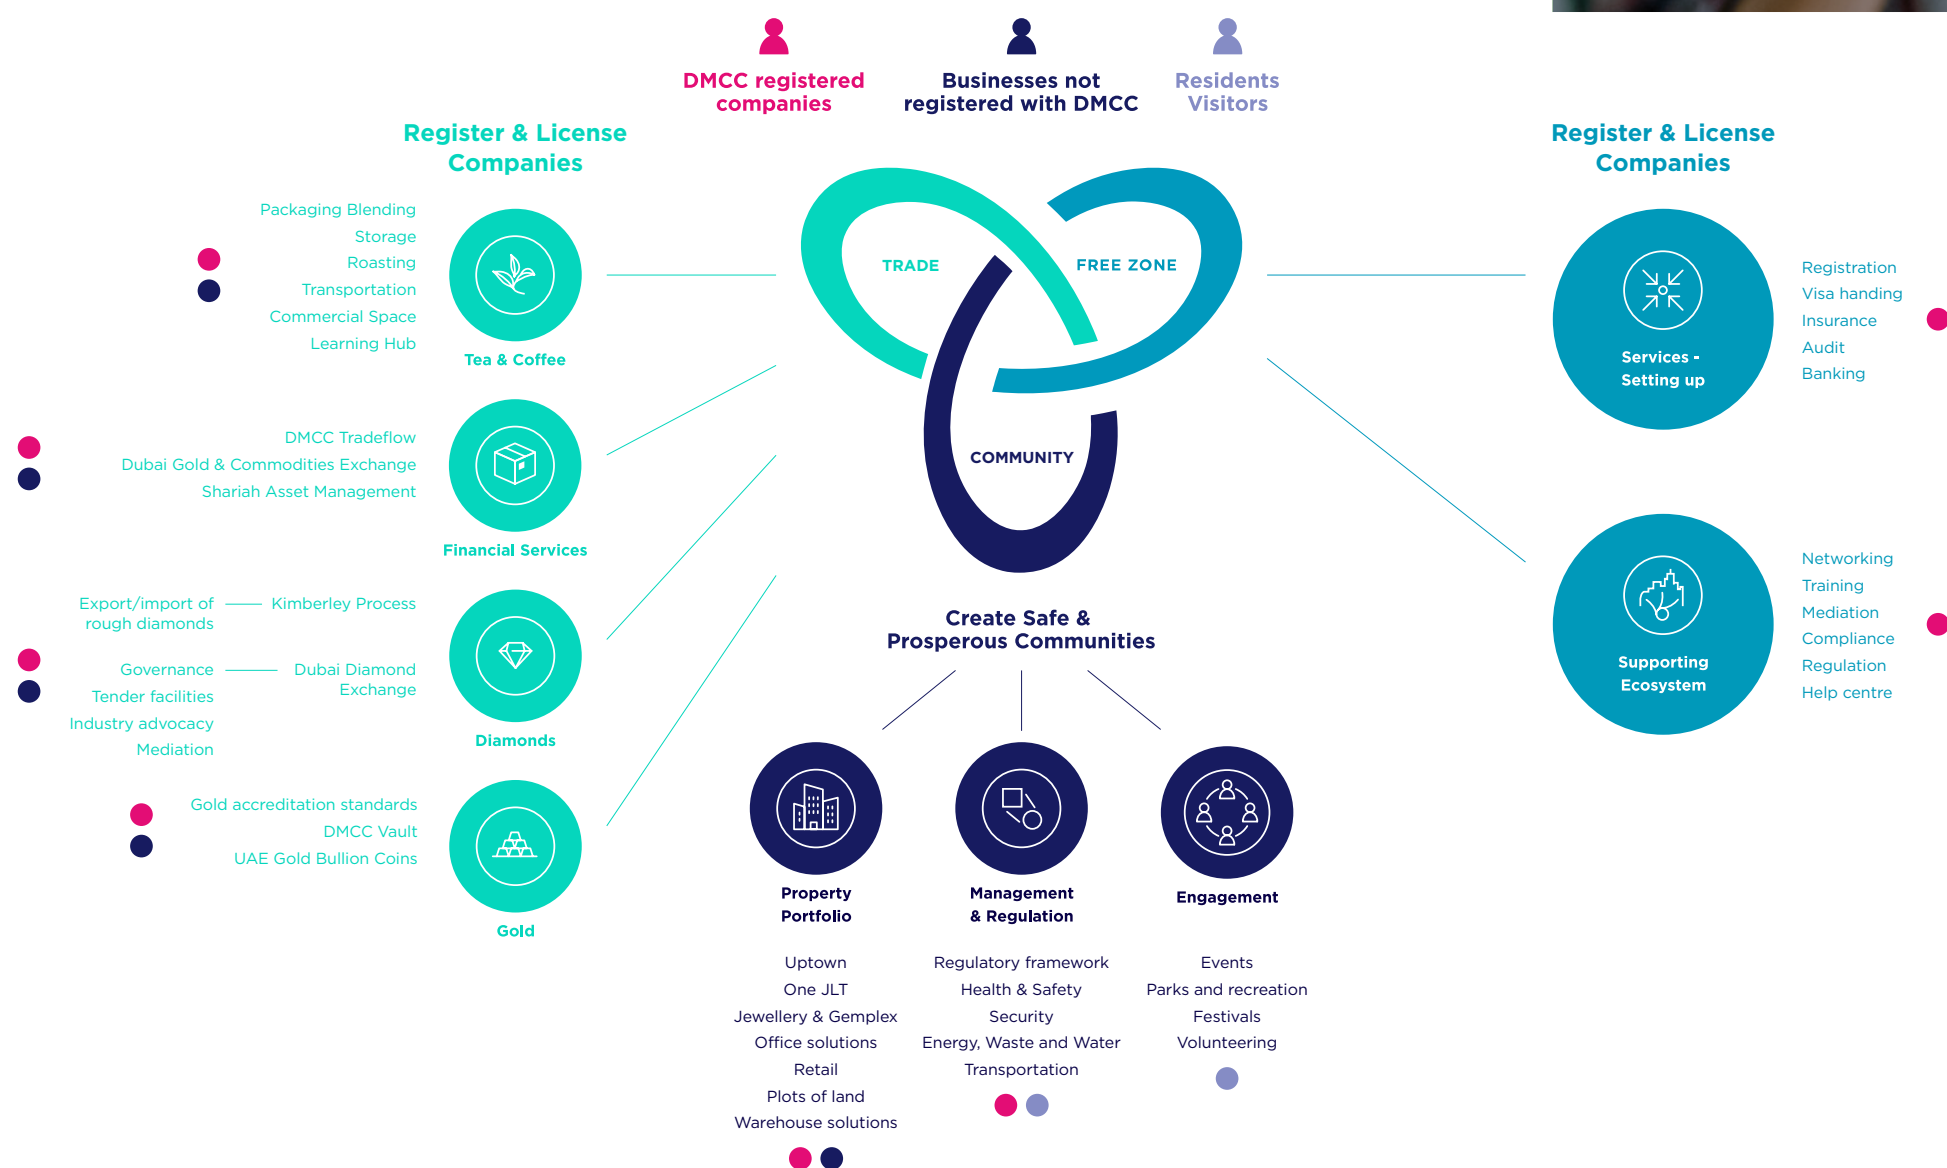 DMCC registered
companies
Businesses not
registered with DMCC
Residents
Visitors
Register & License
Companies
Packaging Blending
Storage
Roasting
Transportation
Commercial Space
Learning Hub
Tea & Coffee
DMCC Tradeflow
Dubai Gold & Commodities Exchange
Shariah Asset Management
Financial Services
Export/import of
rough diamonds
Kimberley Process
Governance
Tender facilities
Industry advocacy
Mediation
Dubai Diamond
Exchange
Diamonds
Gold accreditation standards
DMCC Vault
UAE Gold Bullion Coins
Gold
TRADE
FREE ZONE
COMMUNITY
Create Safe &
Prosperous Communities
Property
Portfolio
Uptown
One JLT
Jewellery & Gemplex
Office solutions
Retail
Plots of land
Warehouse solutions
Management
& Regulation
Regulatory framework
Health & Safety
Security
Energy, Waste and Water
Transportation
Engagement
Events
Parks and recreation
Festivals
Volunteering
Register & License
Companies
Services -
Setting up
Registration
Visa handing
Insurance
Audit
Banking
Supporting
Ecosystem
Networking
Training
Mediation
Compliance
Regulation
Help centre